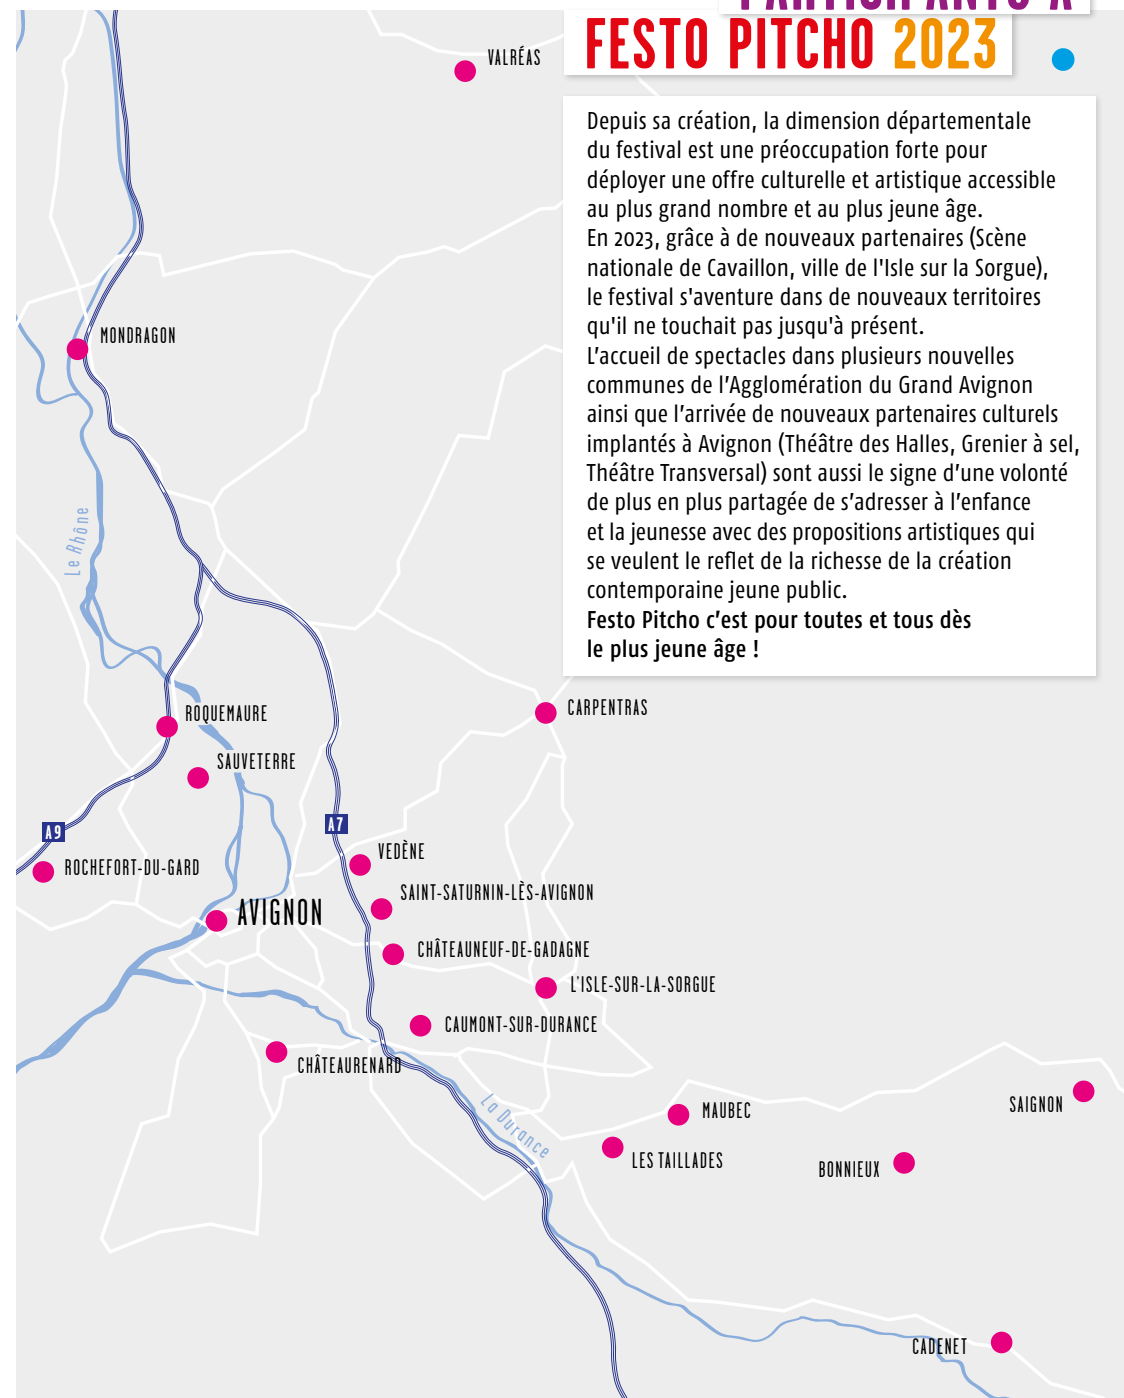 PARTICIPANTS À
FESTO PITCHO 2023
VALRÉAS
Depuis sa création, la dimension départementale
du festival est une préoccupation forte pour
déployer une offre culturelle et artistique accessible
au plus grand nombre et au plus jeune âge.
En 2023, grâce à de nouveaux partenaires (Scène
nationale de Cavaillon, ville de l'Isle sur la Sorgue),
le festival s'aventure dans de nouveaux territoires
qu'il ne touchait pas jusqu'à présent.
L’accueil de spectacles dans plusieurs nouvelles
communes de l’Agglomération du Grand Avignon
ainsi que l’arrivée de nouveaux partenaires culturels
implantés à Avignon (Théâtre des Halles, Grenier à sel,
Théâtre Transversal) sont aussi le signe d’une volonté
de plus en plus partagée de s’adresser à l’enfance
et la jeunesse avec des propositions artistiques qui
se veulent le reflet de la richesse de la création
contemporaine jeune public.
Festo Pitcho c’est pour toutes et tous dès
le plus jeune âge !
MONDRAGON
Le Rhône
ROQUEMAURE
CARPENTRAS
SAUVETERRE
A9
A7
VEDÈNE
ROCHEFORT-DU-GARD
SAINT-SATURNIN-LÈS-AVIGNON
AVIGNON
CHÂTEAUNEUF-DE-GADAGNE
L'ISLE-SUR-LA-SORGUE
CAUMONT-SUR-DURANCE
CHÂTEAURENARD
La Durance
MAUBEC
SAIGNON
LES TAILLADES
BONNIEUX
CADENET